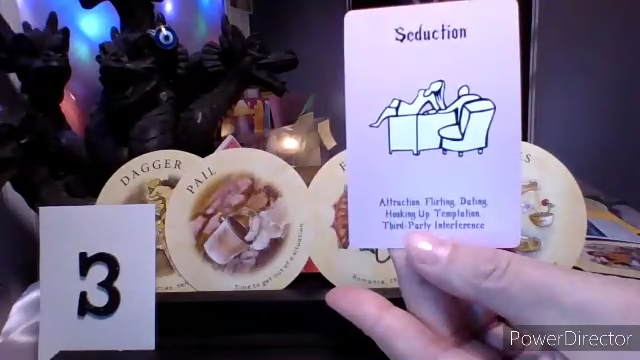 Seduction
Attraction. Flirting. Dating.
Hooking Up. Temptation.
Third-Party Interference
DAGGER
PAIL
Time to get out of a situation
Romance,
3
PowerDirector